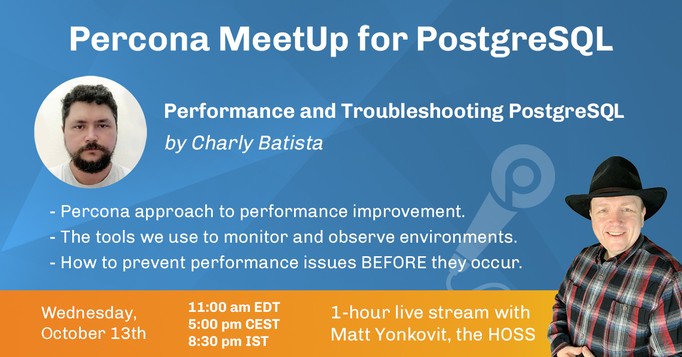 Percona MeetUp for PostgreSQL
Performance and Troubleshooting PostgreSQL
by Charly Batista
- Percona approach to performance improvement.
- The tools we use to monitor and observe environments.
- How to prevent performance issues BEFORE they occur.
Wednesday,
October 13th
11:00 am EDT
5:00 pm CEST
8:30 pm IST
1-hour live stream with
Matt Yonkovit, the HOSS